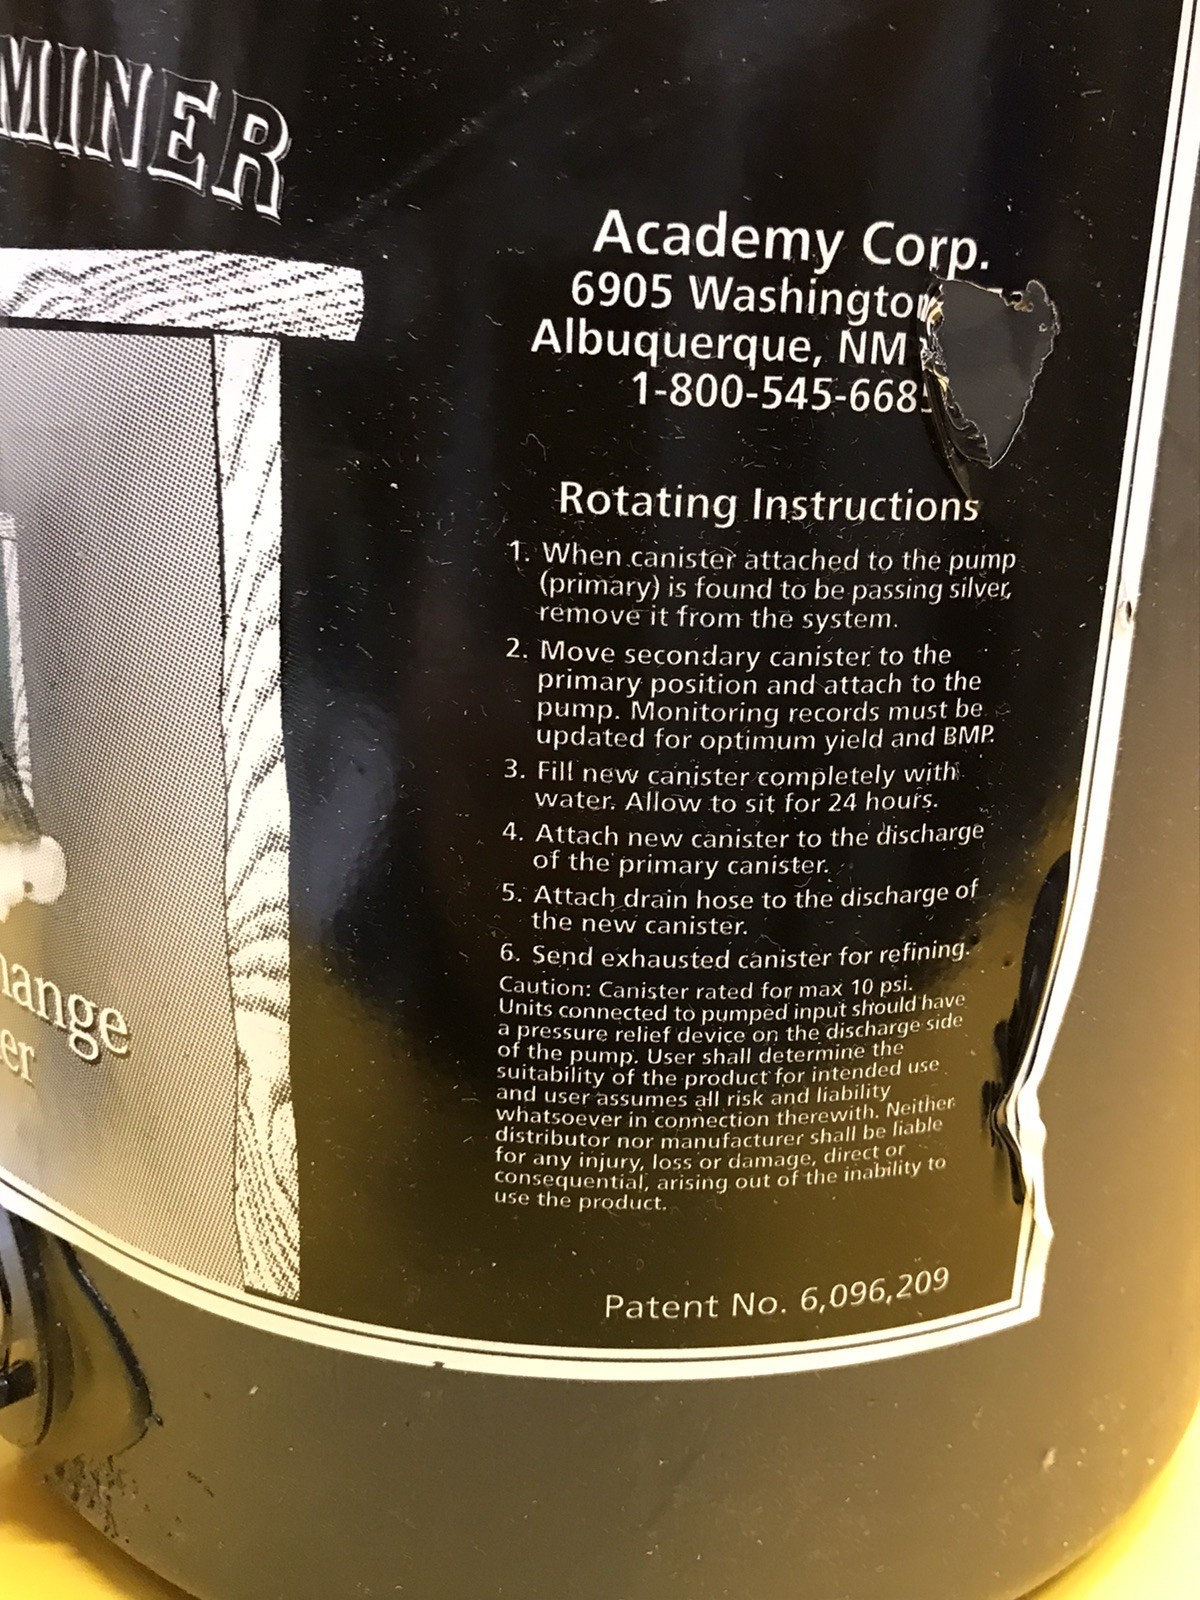 MINER
Academy Corp.
6905 Washington
Albuquerque, NM
1-800-545-668
Rotating Instructions
1. When canister attached to the pump
(primary) is found to be passing silver,
remove it from the system.
2. Move secondary canister to the
primary position and attach to the
pump. Monitoring records must be
updated for optimum yield and BMP.
3. Fill new canister completely with
water. Allow to sit for 24 hours.
4. Attach new canister to the discharge
of the primary canister.
5. Attach drain hose to the discharge of
the new canister.
6. Send exhausted canister for refining.
Caution: Canister rated for max 10 psi.
Units connected to pumped input should have
a pressure relief device on the discharge side
of the pump. User shall determine the
suitability of the product for intended use
and user assumes all risk and liability
whatsoever in connection therewith. Neither
distributor nor manufacturer shall be liable
for any injury, loss or damage, direct or
consequential, arising out of the inability to
use the product.
hange
er
Patent No. 6,096,209